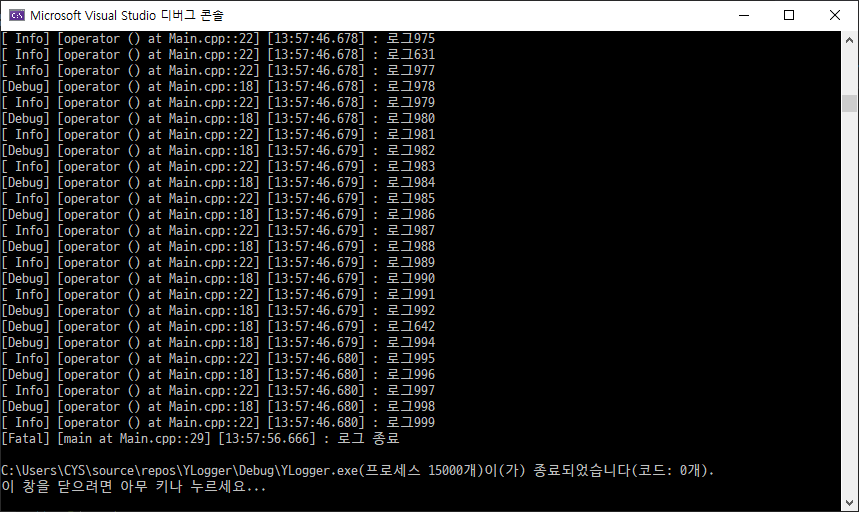 Microsoft Visual Studio 디버그 콘솔
[ Info] [operator () at Main.cpp::22] [13:57:46.678] : 로그975
[ Info] [operator () at Main.cpp::22] [13:57:46.678] : 로그631
[ Info] [operator () at Main.cpp::22] [13:57:46.678] : 로그977
[Debug] [operator () at Main.cpp::18] [13:57:46.678] : 로그978
[ Info] [operator () at Main.cpp::22] [13:57:46.678] : 로그979
[Debug] [operator () at Main.cpp::18] [13:57:46.678] : 로그980
[ Info] [operator () at Main.cpp::22] [13:57:46.679] : 로그981
[Debug] [operator () at Main.cpp::18] [13:57:46.679] : 로그982
[ Info] [operator () at Main.cpp::22] [13:57:46.679] : 로그983
[Debug] [operator () at Main.cpp::18] [13:57:46.679] : 로그984
[ Info] [operator () at Main.cpp::22] [13:57:46.679] : 로그985
[Debug] [operator () at Main.cpp::18] [13:57:46.679] : 로그986
[ Info] [operator () at Main.cpp::22] [13:57:46.679] : 로그987
[Debug] [operator () at Main.cpp::18] [13:57:46.679] : 로그988
[ Info] [operator () at Main.cpp::22] [13:57:46.679] : 로그989
[Debug] [operator () at Main.cpp::18] [13:57:46.679] : 로그990
[ Info] [operator () at Main.cpp::22] [13:57:46.679] : 로그991
[Debug] [operator () at Main.cpp::18] [13:57:46.679] : 로그992
[Debug] [operator () at Main.cpp::18] [13:57:46.679] : 로그642
[Debug] [operator () at Main.cpp::18] [13:57:46.679] : 로그994
[ Info] [operator () at Main.cpp::22] [13:57:46.680] : 로그995
[Debug] [operator () at Main.cpp::18] [13:57:46.680] : 로그996
[ Info] [operator () at Main.cpp::22] [13:57:46.680] : 로그997
[Debug] [operator () at Main.cpp::18] [13:57:46.680] : 로그998
[ Info] [operator () at Main.cpp::22] [13:57:46.680] : 로그999
[Fatal] [main at Main.cpp::29] [13:57:56.666] : 로그 종료
C:\Users\CYS\source\repos\YLogger\Debug\YLogger.exe(프로세스 15000개)이(가) 종료되었습니다(코드: 0개).
이 창을 닫으려면 아무 키나 누르세요...